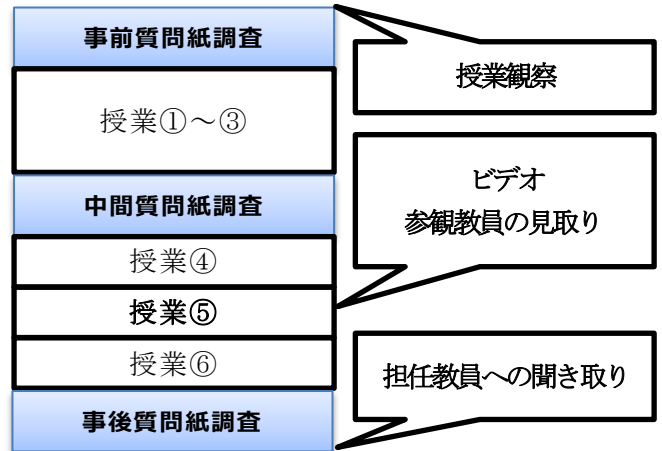 事前質問紙調査
授業観察
授業①～③
ビデオ
参観教員の見取り
中間質問紙調査
授業④
授業⑤
授業⑥
担任教員への聞き取り
事後質問紙調査